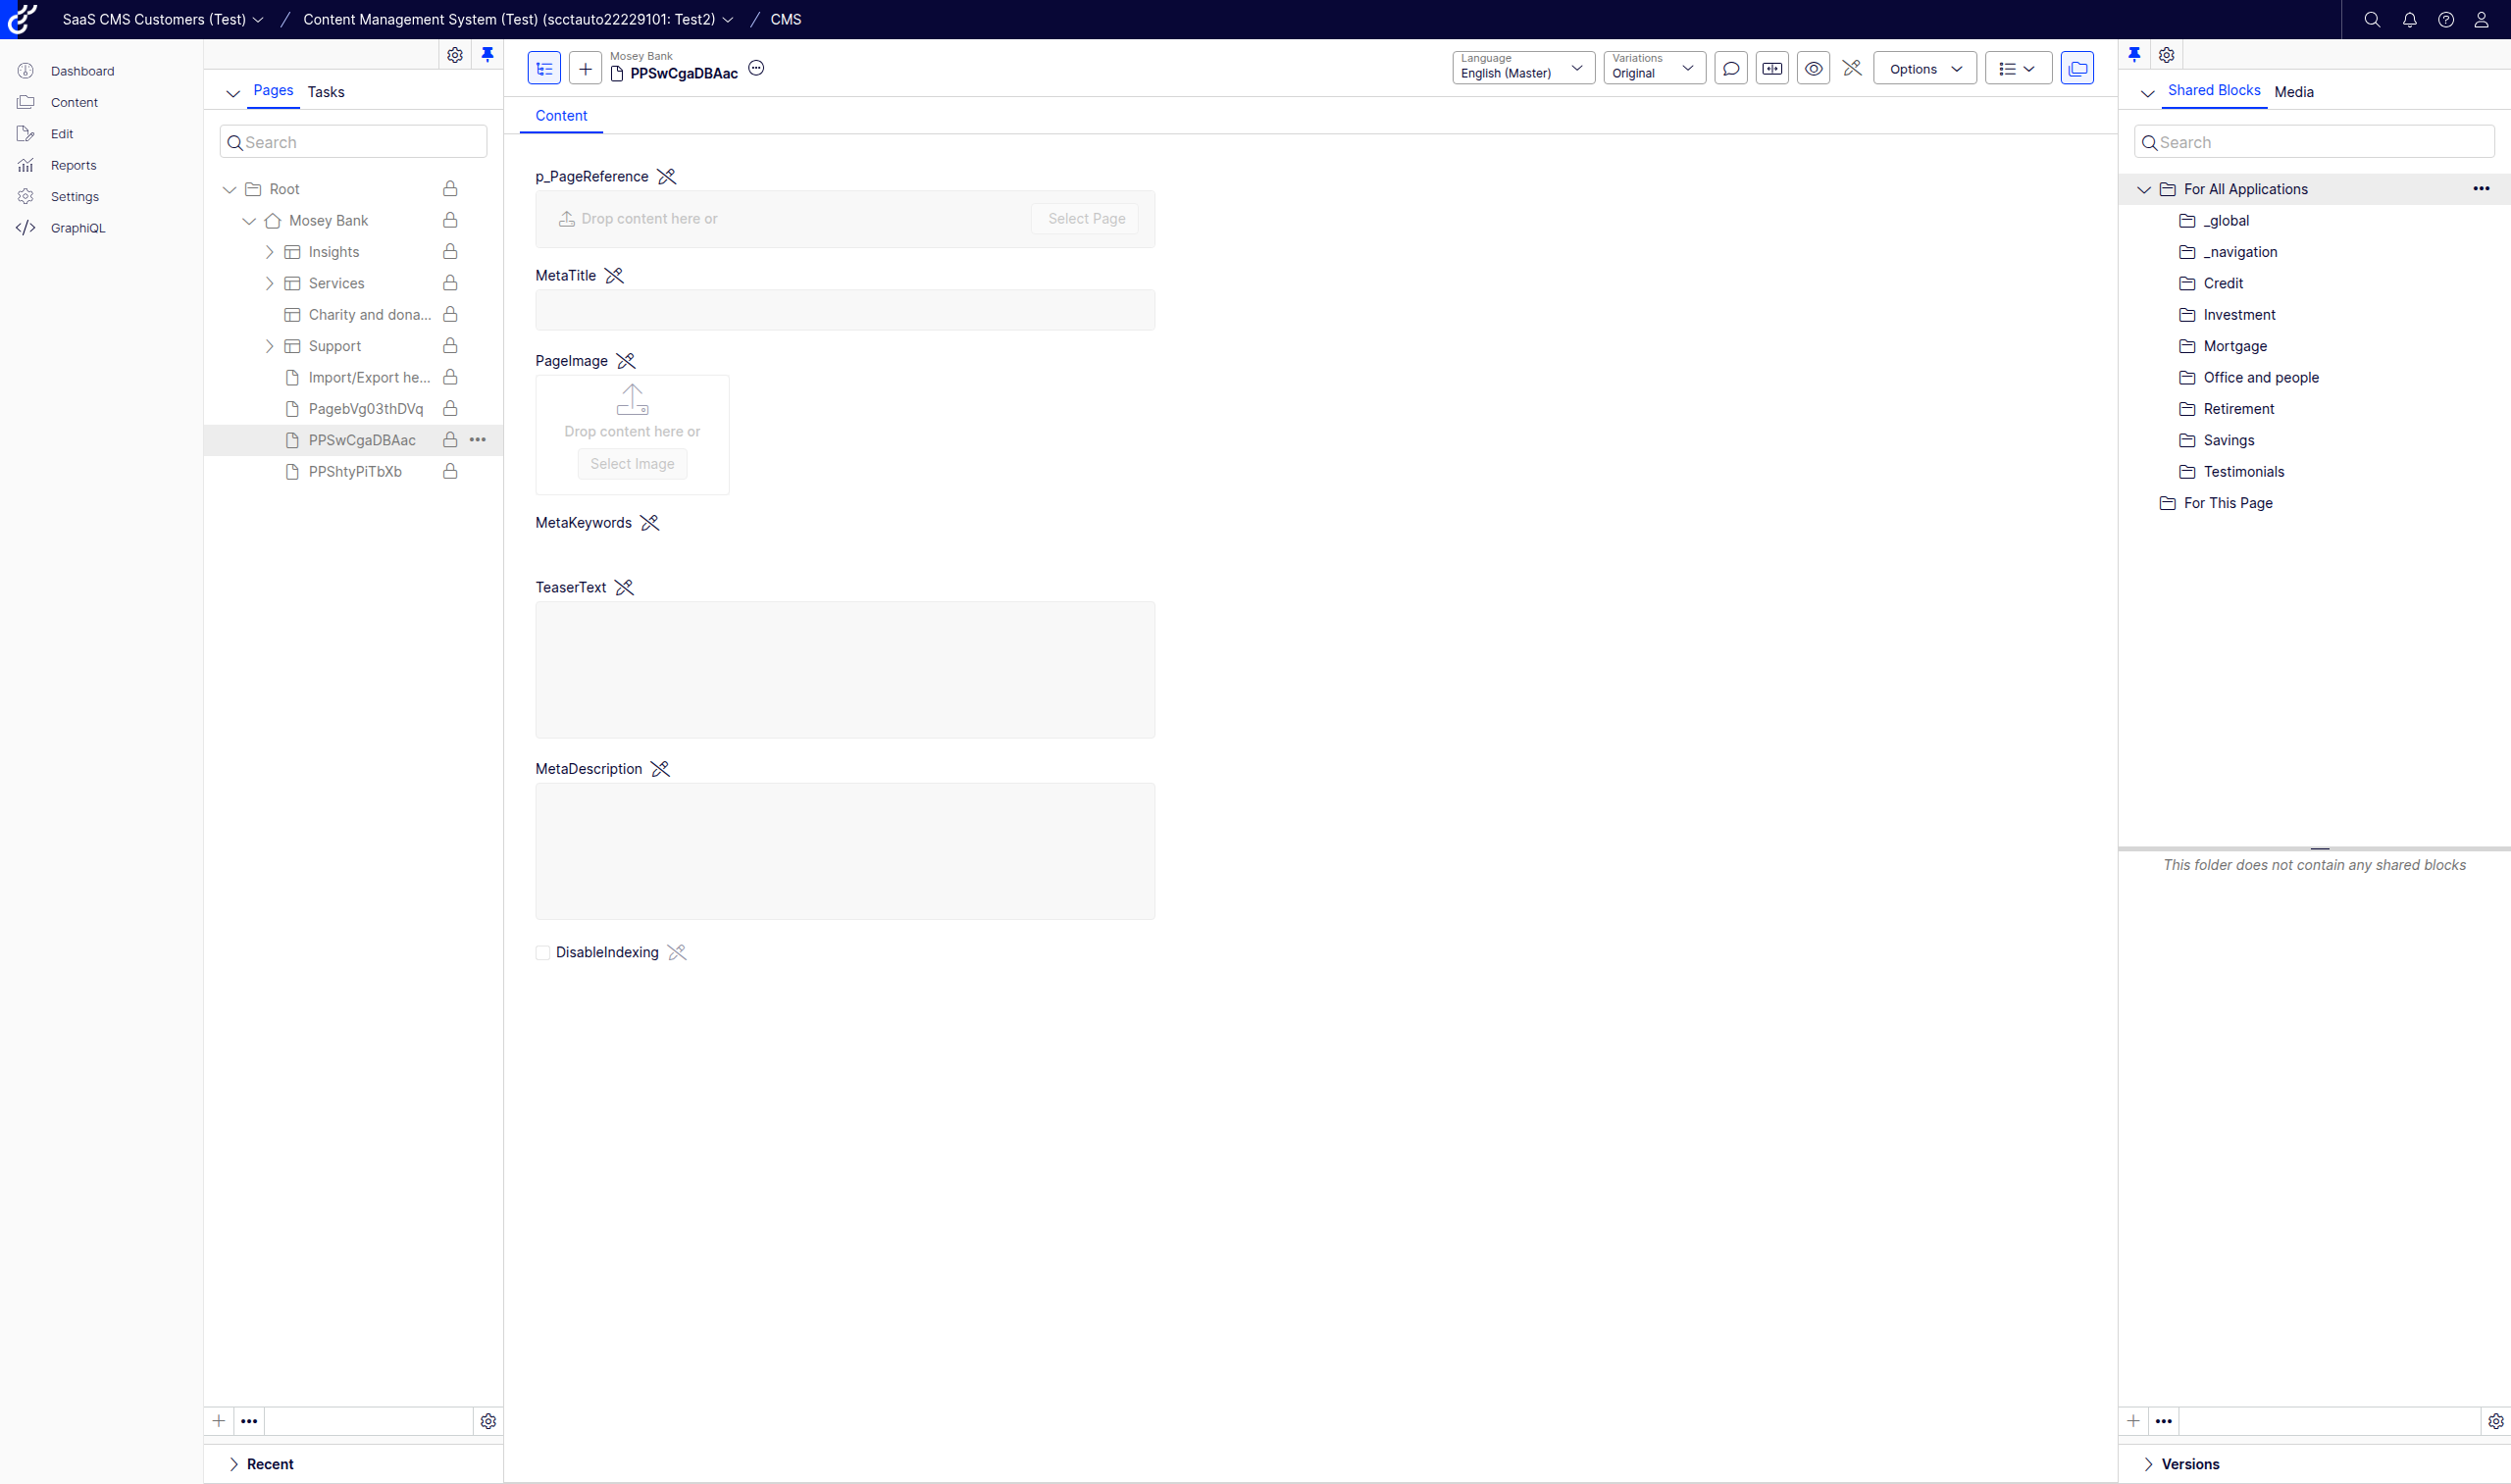 SaaS CMS Customers (Test) / Content Management System (Test) (scctauto22229101: Test2) / CMS
Dashboard
Content
Edit
Reports
Settings
GraphiQL
Pages Tasks
Search
Root
Mosey Bank
Insights
Services
Charity and dona...
Support
Import/Export he...
PagebVg03thDVq
PPSwCgaDBAac
PPShtyPiTbXb
Recent
Mosey Bank
PPSwCgaDBAac
Language
English (Master)
Variations
Original
Options
Content
p_PageReference
Drop content here or Select Page
MetaTitle
PageImage
Drop content here or
Select Image
MetaKeywords
TeaserText
MetaDescription
DisableIndexing
Shared Blocks Media
Search
For All Applications
_global
_navigation
Credit
Investment
Mortgage
Office and people
Retirement
Savings
Testimonials
For This Page
This folder does not contain any shared blocks
Versions